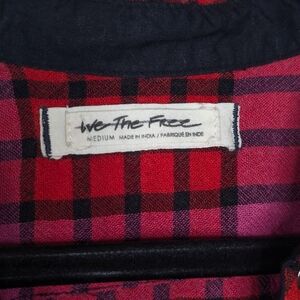 We The Free
MEDIUM MADE IN INDIA / FABRIQUÉ EN INDE